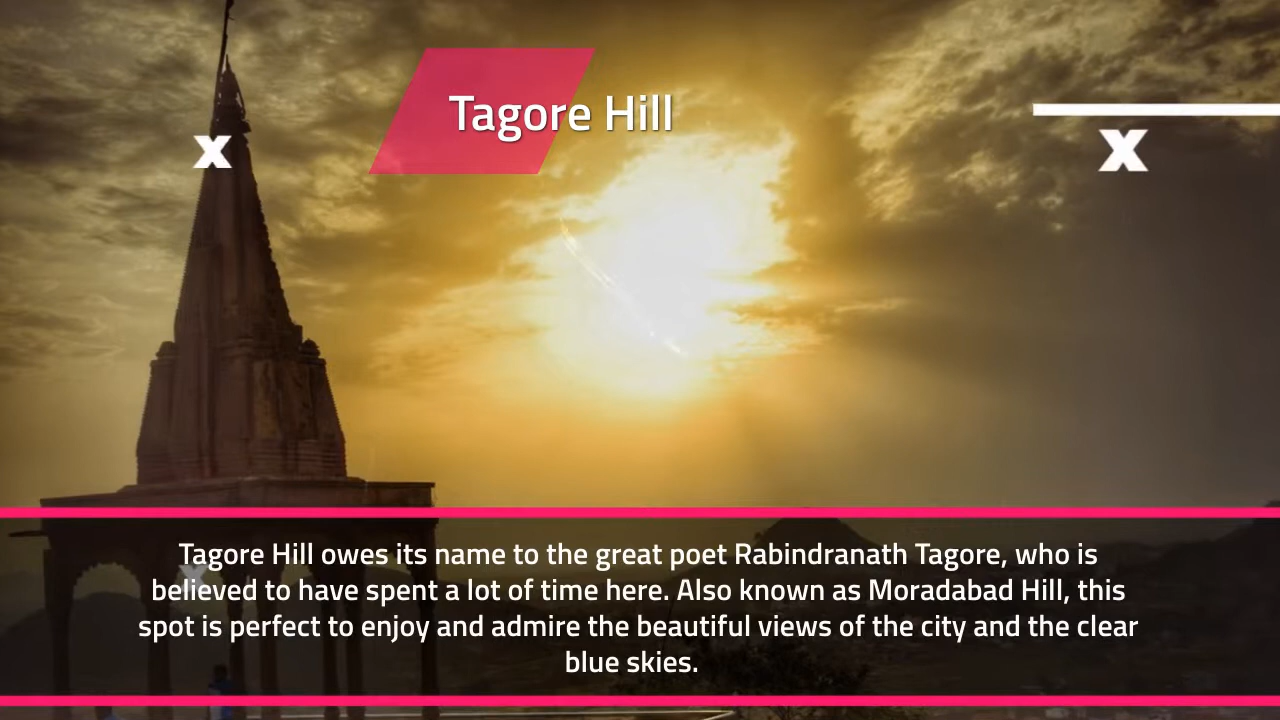 Tagore Hill
x
x
Tagore Hill owes its name to the great poet Rabindranath Tagore, who is
believed to have spent a lot of time here. Also known as Moradabad Hill, this
spot is perfect to enjoy and admire the beautiful views of the city and the clear
blue skies.